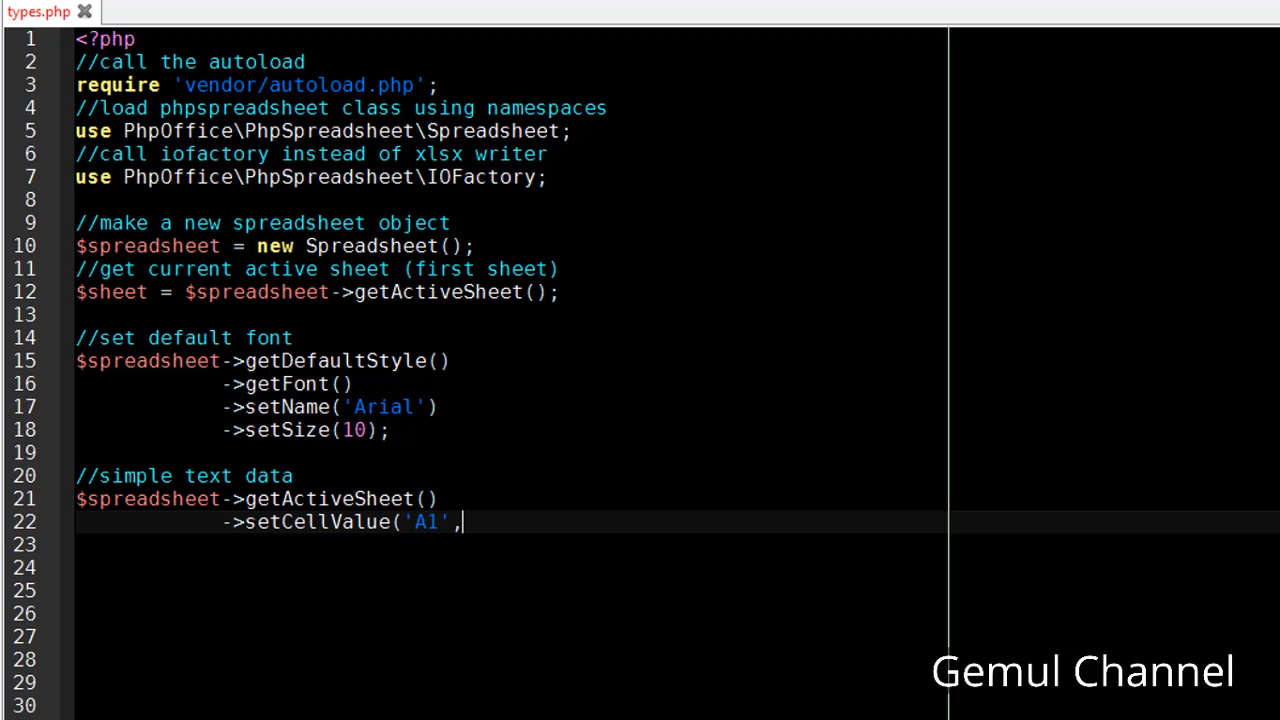 types.php
1 <?php
2 //call the autoload
3 require 'vendor/autoload.php';
4 //load phpspreadsheet class using namespaces
5 use PhpOffice\PhpSpreadsheet\Spreadsheet;
6 //call iofactory instead of xlsx writer
7 use PhpOffice\PhpSpreadsheet\IOFactory;
8
9 //make a new spreadsheet object
10 $spreadsheet = new Spreadsheet();
11 //get current active sheet (first sheet)
12 $sheet = $spreadsheet->getActiveSheet();
13
14 //set default font
15 $spreadsheet->getDefaultStyle()
16 ->getFont()
17 ->setName('Arial')
18 ->setSize(10);
19
20 //simple text data
21 $spreadsheet->getActiveSheet()
22 ->setCellValue('A1',
23
24
25
26
27
28
29
30
Gemul Channel